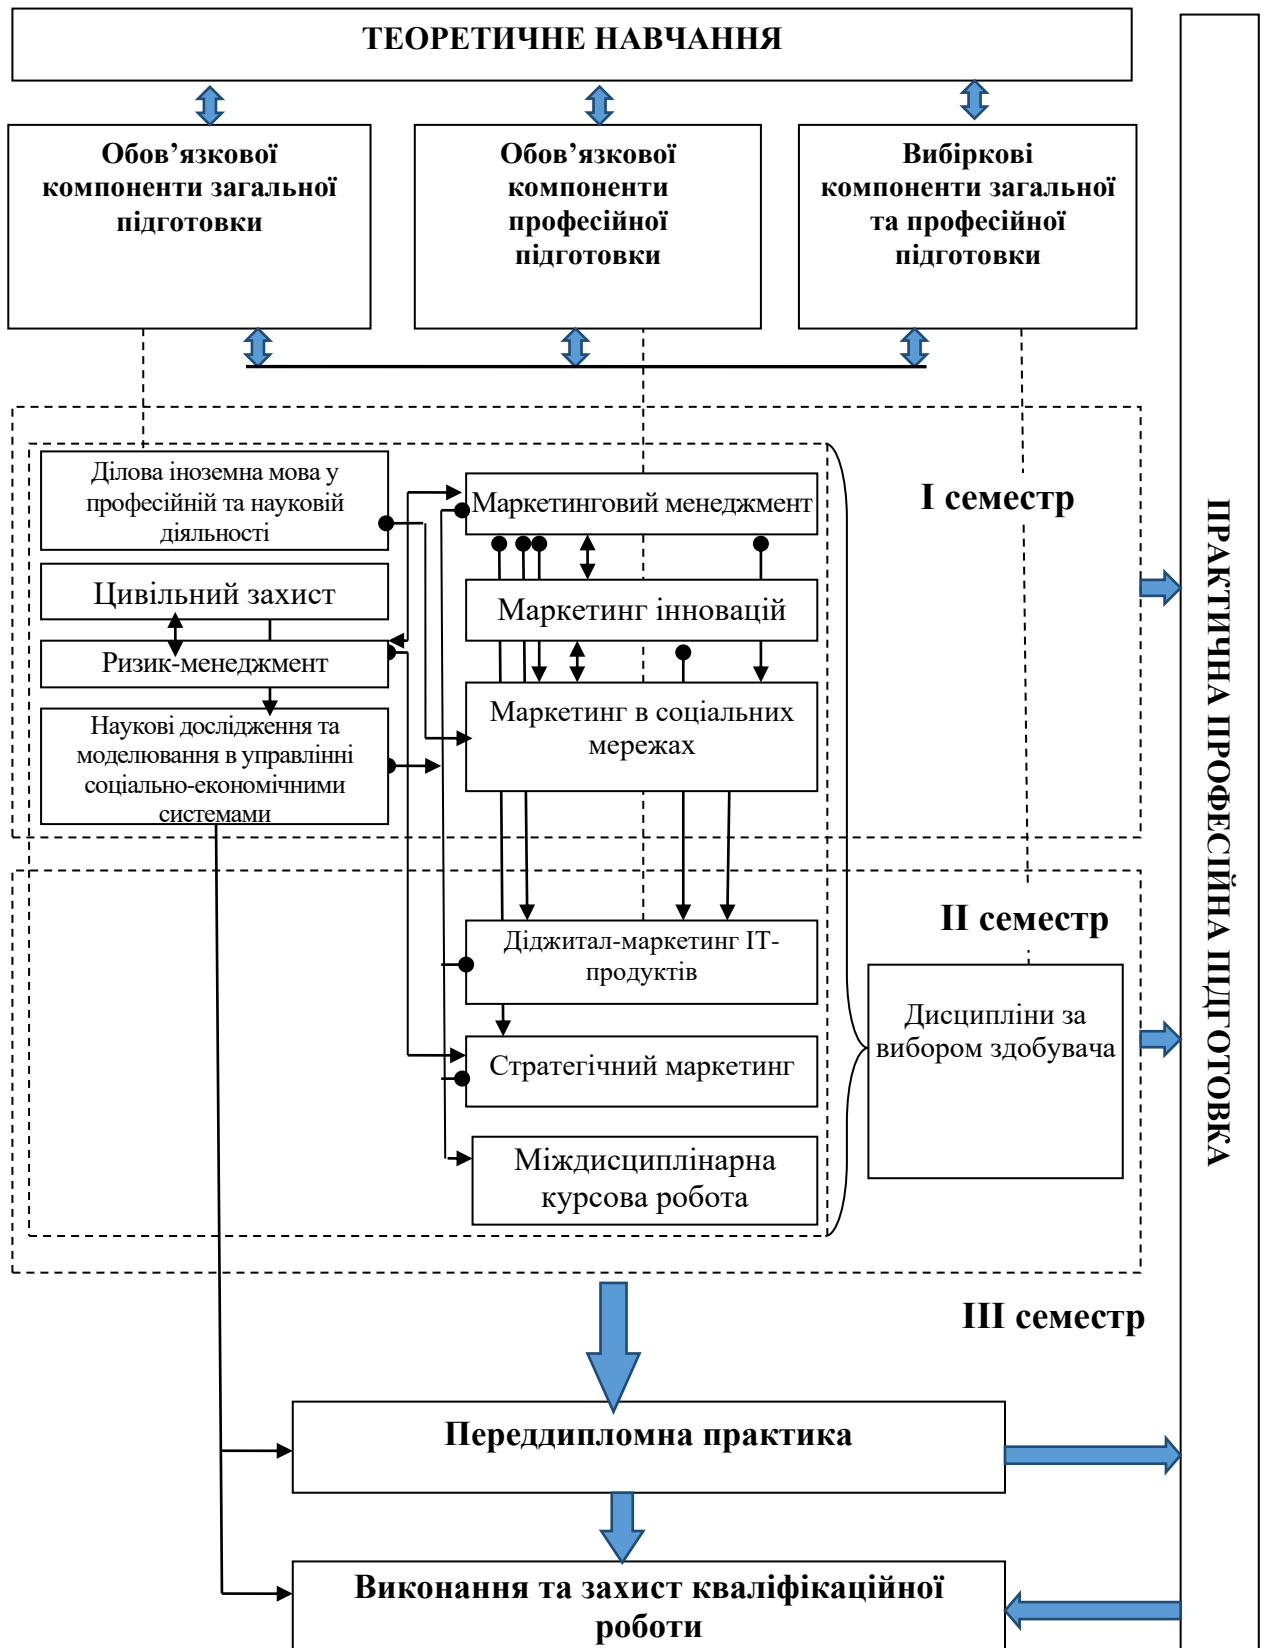 ТЕОРЕТИЧНЕ НАВЧАННЯ
Обов’язкової
компоненти загальної
підготовки
Обов’язкової
компоненти
професійної
підготовки
Вибіркові
компоненти загальної
та професійної
підготовки
І семестр
Ділова іноземна мова у
професійній та науковій
діяльності
Цивільний захист
Ризик-менеджмент
Наукові дослідження та
моделювання в управлінні
соціально-економічними
системами
Маркетинговий менеджмент
Маркетинг інновацій
Маркетинг в соціальних
мережах
ІІ семестр
Діджитал-маркетинг ІТ-
продуктів
Стратегічний маркетинг
Міждисциплінарна
курсова робота
Дисципліни за
вибором здобувача
ПРАКТИЧНА ПРОФЕСІЙНА ПІДГОТОВКА
ІІІ семестр
Переддипломна практика
Виконання та захист кваліфікаційної
роботи